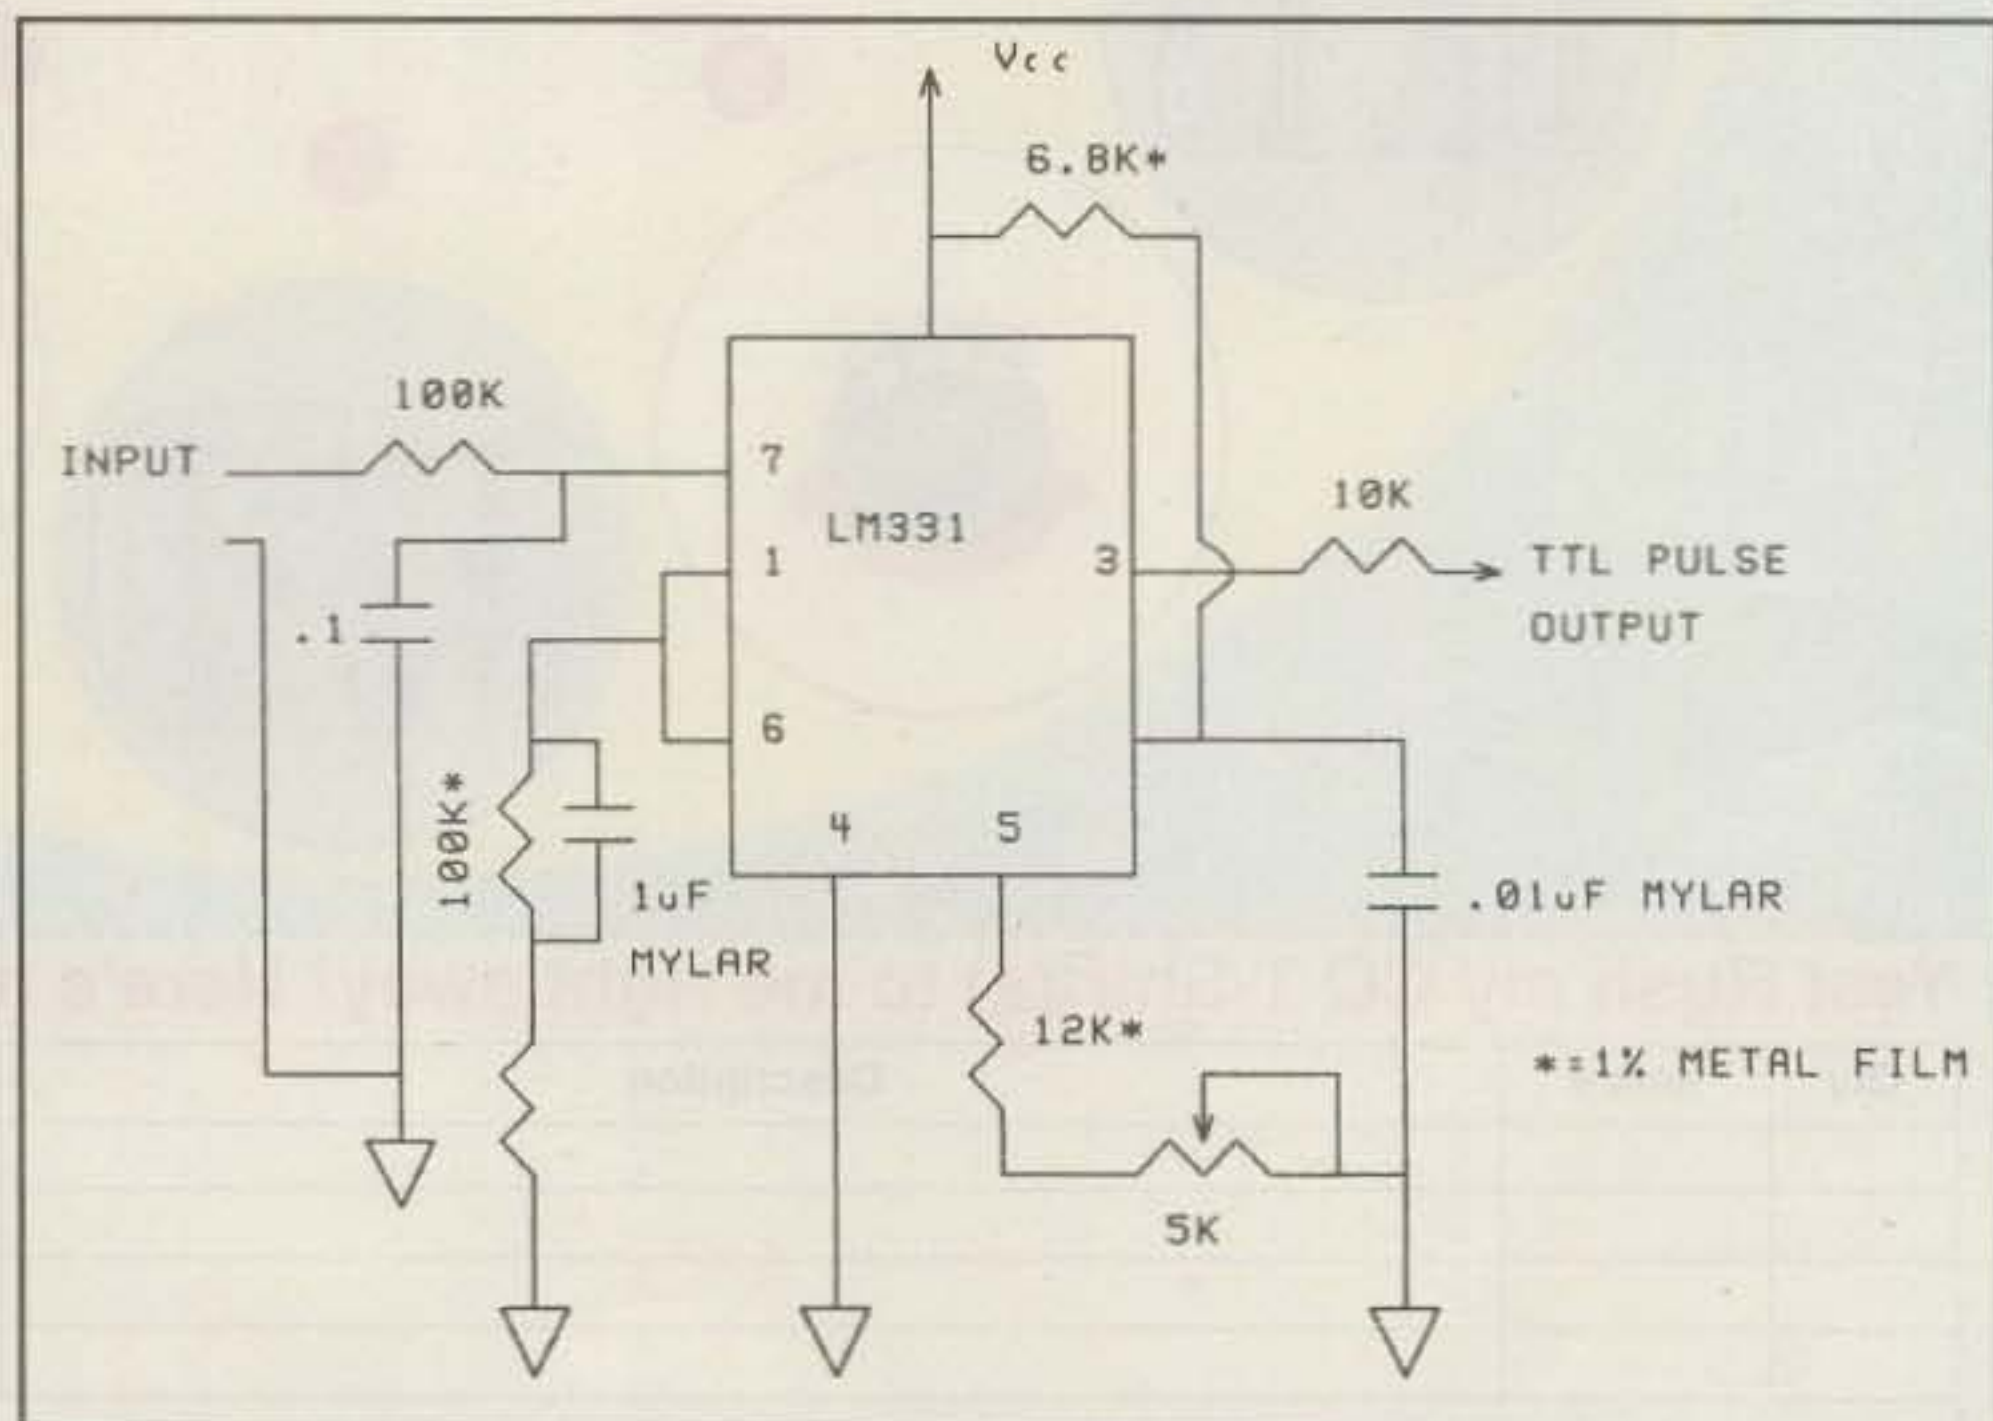 Vcc
6.8K*
100K
INPUT
7
LM331
10K
1
3
TTL PULSE
OUTPUT
.1
6
100K*
4
5
1uF
MYLAR
.01uF MYLAR
12K*
*=1% METAL FILM
5K